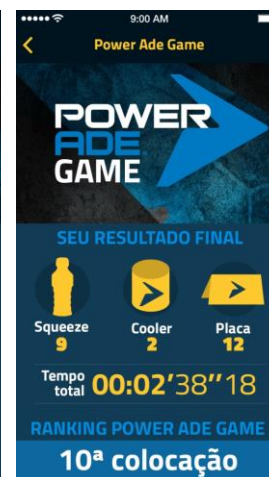 9:00 AM
Power Ade Game
POWER
ADE
GAME
SEU RESULTADO FINAL
Squeeze
9
Cooler
2
Placa
12
Tempo
total 00:02'38"18
RANKING POWER ADE GAME
10ª colocação